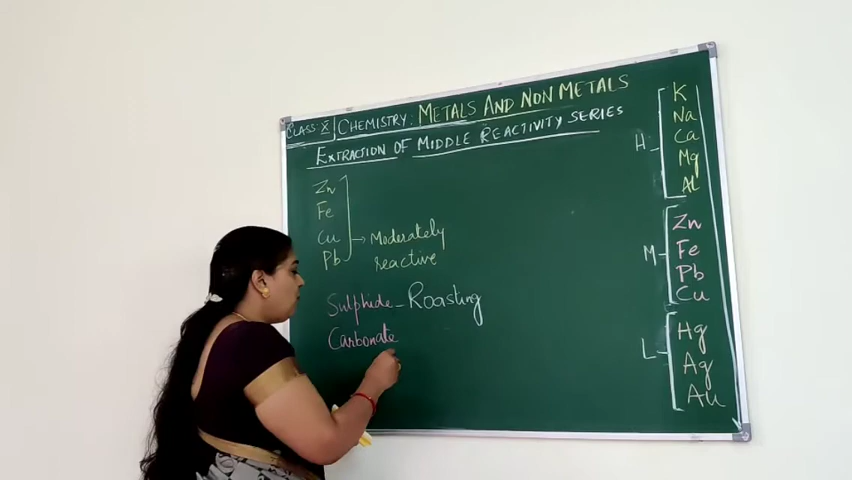 CLASS: X CHEMISTRY: METALS AND NON METALS
EXTRACTION OF MIDDLE REACTIVITY SERIES
Zn
Fe
Cu
Pb
→ Moderately
reactive
Sulphide - Roasting
Carbonate
H
K
Na
Ca
Mg
Al
M
Zn
Fe
Pb
Cu
L
Hg
Ag
Au